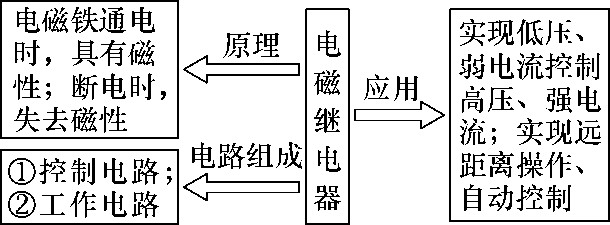 电磁铁通电
时，具有磁
性；断电时，
失去磁性
原理
电路组成
①控制电路；
②工作电路
电
磁
继
电
器
应用
实现低压、
弱电流控制
高压、强电
流；实现远
距离操作、
自动控制